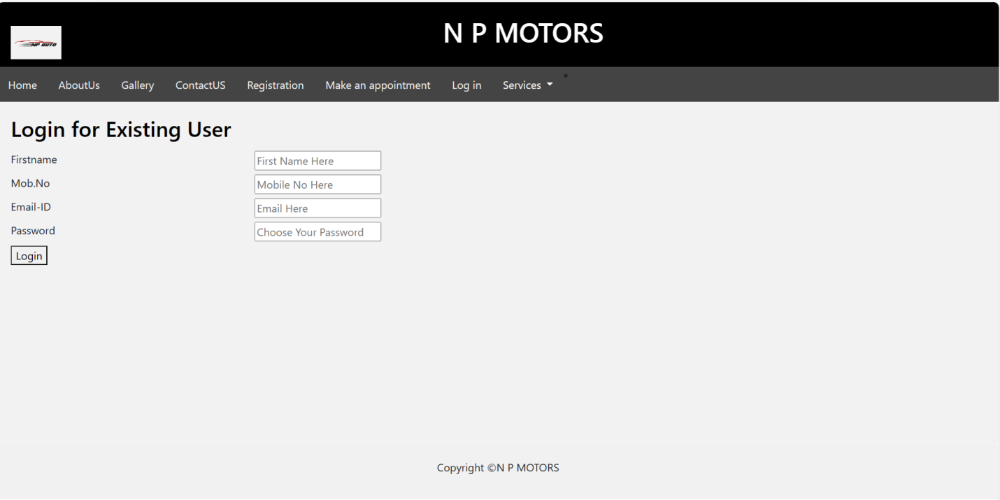 N P MOTORS
NP AUTO
Home AboutUs Gallery ContactUS Registration Make an appointment Log in Services
Login for Existing User
Firstname First Name Here
Mob.No Mobile No Here
Email-ID Email Here
Password Choose Your Password
Login
Copyright ©N P MOTORS